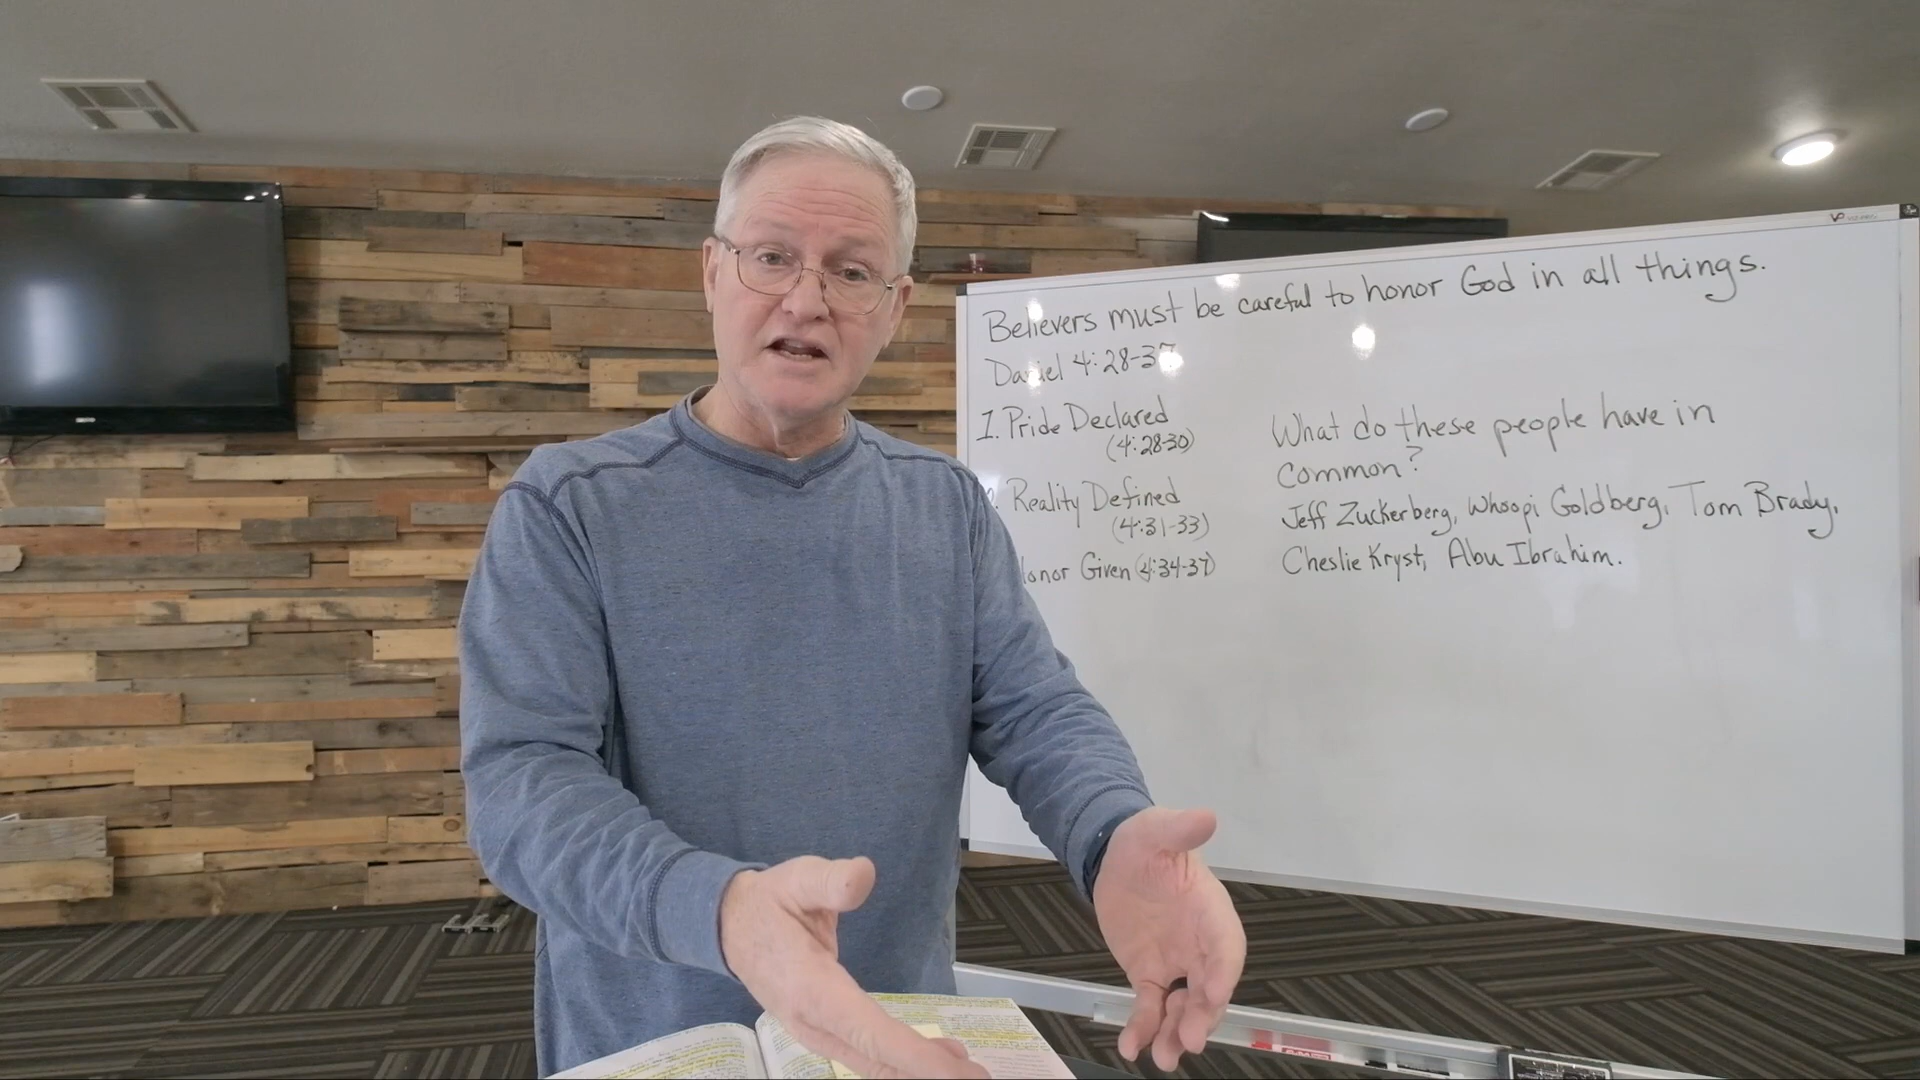 Believers must be careful to honor God in all things.
Daniel 4:28-37
1. Pride Declared
(4:28-30)
Reality Defined
(4:31-33)
onor Given (4:34-37)
What do these people have in
common?
Jeff Zuckerberg, Whoopi Goldberg, Tom Brady,
Cheslie Kryst, Abu Ibrahim.